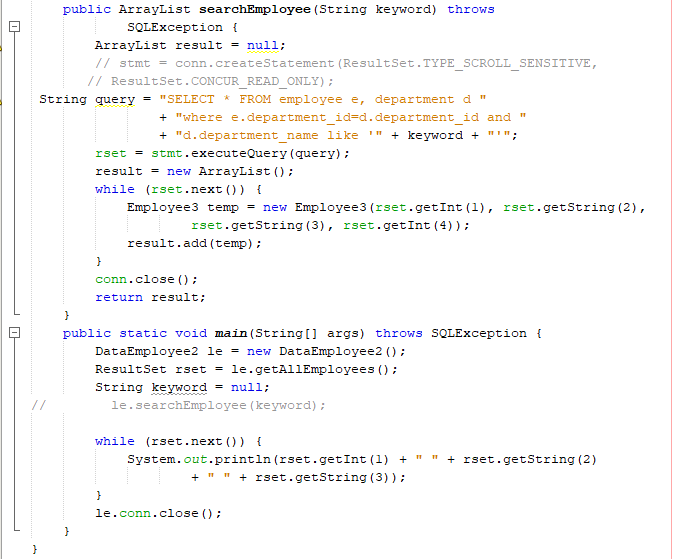 public ArrayList searchEmployee(String keyword) throws
SQLException {
ArrayList result = null;
// stmt = conn.createStatement(ResultSet.TYPE_SCROLL_SENSITIVE,
// ResultSet.CONCUR_READ_ONLY);
String query = "SELECT * FROM employee e, department d "
+ "where e.department_id=d.department_id and "
+ "d.department_name like '" + keyword + "'";
rset = stmt.executeQuery(query);
result = new ArrayList();
while (rset.next()) {
Employee3 temp = new Employee3(rset.getInt(1), rset.getString(2),
rset.getString(3), rset.getInt(4));
result.add(temp);
}
conn.close();
return result;
}
public static void main(String[] args) throws SQLException {
DataEmployee2 le = new DataEmployee2();
ResultSet rset = le.getAllEmployees();
String keyword = null;
// le.searchEmployee(keyword);
while (rset.next()) {
System.out.println(rset.getInt(1) + " " + rset.getString(2)
+ " " + rset.getString(3));
}
le.conn.close();
}
}